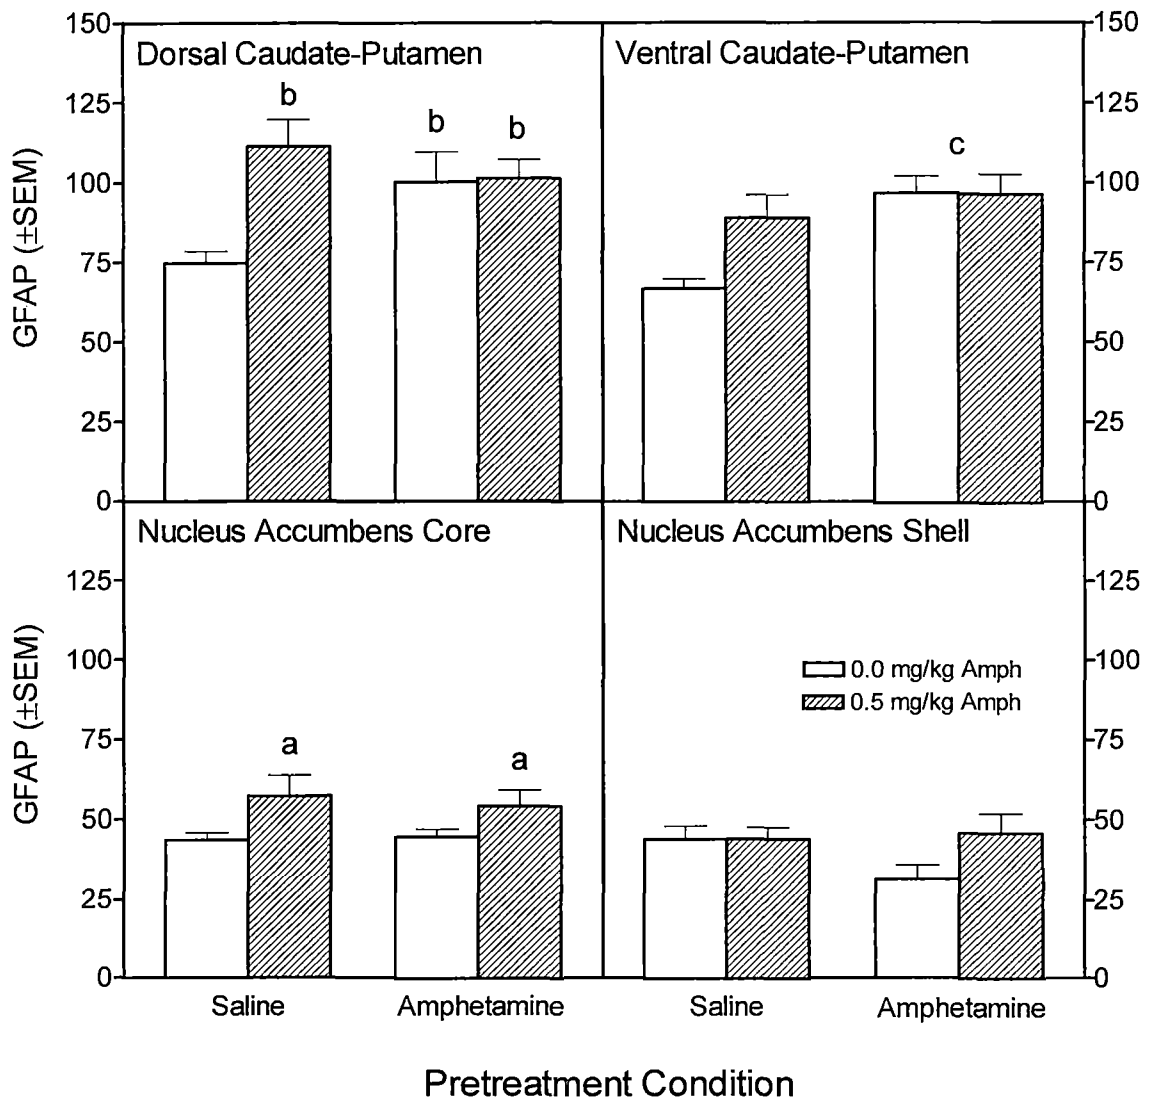 150
150
Dorsal Caudate-Putamen
Ventral Caudate-Putamen
125
b
b
b
c
125
100
100
GFAP (±SEM)
75
75
50
50
25
25
0
0
Nucleus Accumbens Core
Nucleus Accumbens Shell
125
125
100
100
0.0 mg/kg Amph
0.5 mg/kg Amph
GFAP (±SEM)
75
a
a
75
50
50
25
25
0
0
Saline
Amphetamine
Saline
Amphetamine
Pretreatment Condition